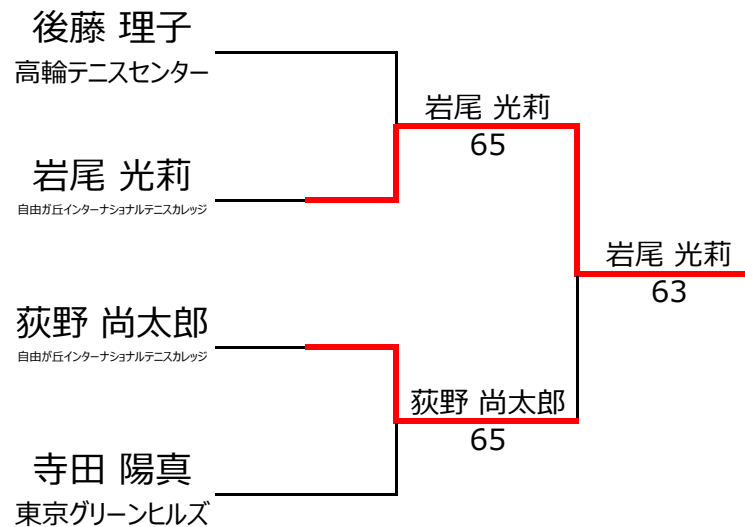 後藤 理子
高輪テニスセンター
岩尾 光莉
65
岩尾 光莉
自由ガ丘インターナショナルテニスカレッジ
岩尾 光莉
63
荻野 尚太郎
自由が丘インターナショナルテニスカレッジ
荻野 尚太郎
65
寺田 陽真
東京グリーンヒルズ